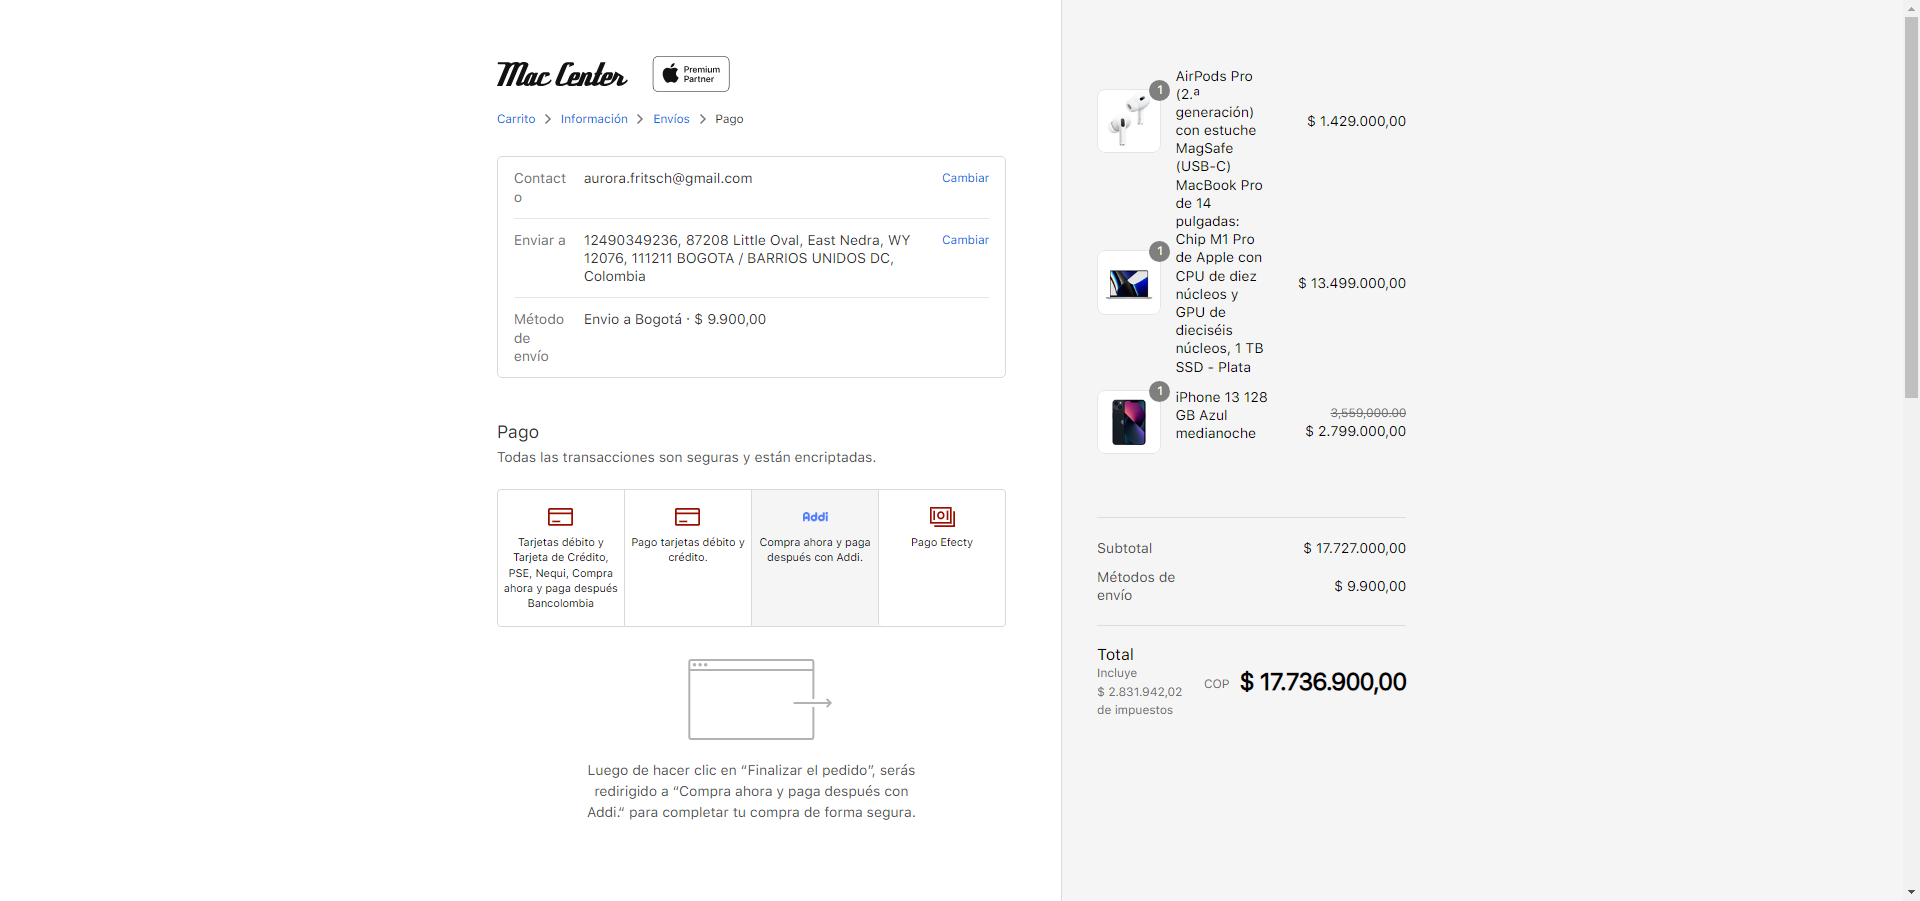 Mac Center
Premium
Partner
Carrito
Información
Envíos
Pago
Contact
o
aurora.fritsch@gmail.com
Cambiar
Enviar a
12490349236, 87208 Little Oval, East Nedra, WY
12076, 111211 BOGOTA / BARRIOS UNIDOS DC,
Colombia
Cambiar
Método
de
envío
Envio a Bogotá · $ 9.900,00
Pago
Todas las transacciones son seguras y están encriptadas.
Tarjetas débito y
Tarjeta de Crédito,
PSE, Nequi, Compra
ahora y paga después
Bancolombia
Pago tarjetas débito y
crédito.
Addi
Compra ahora y paga
después con Addi.
Pago Efecty
Luego de hacer clic en “Finalizar el pedido”, serás
redirigido a “Compra ahora y paga después con
Addi.“ para completar tu compra de forma segura.
1
AirPods Pro
(2.ª
generación)
con estuche
MagSafe
(USB-C)
$ 1.429.000,00
1
MacBook Pro
de 14
pulgadas:
Chip M1 Pro
de Apple con
CPU de diez
núcleos y
GPU de
dieciséis
núcleos, 1 TB
SSD - Plata
$ 13.499.000,00
1
iPhone 13 128
GB Azul
medianoche
3,559,000.00
$ 2.799.000,00
Subtotal
$ 17.727.000,00
Métodos de
envío
$ 9.900,00
Total
Incluye
$ 2.831.942,02
de impuestos
COP
$ 17.736.900,00